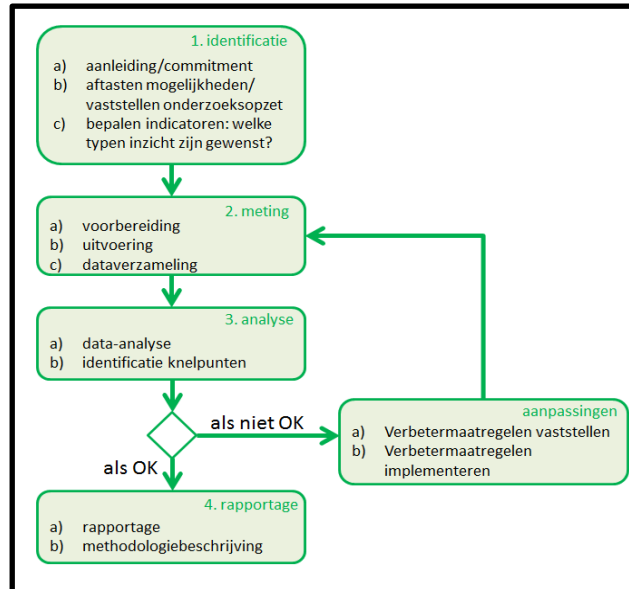 1. identificatie
a) aanleiding/commitment
b) aftasten mogelijkheden/
vaststellen onderzoeksopzet
c) bepalen indicatoren: welke
typen inzicht zijn gewenst?
2. meting
a) voorbereiding
b) uitvoering
c) dataverzameling
3. analyse
a) data-analyse
b) identificatie knelpunten
als niet OK
aanpassingen
a) Verbetermaatregelen vaststellen
b) Verbetermaatregelen
implementeren
als OK
4. rapportage
a) rapportage
b) methodologiebeschrijving